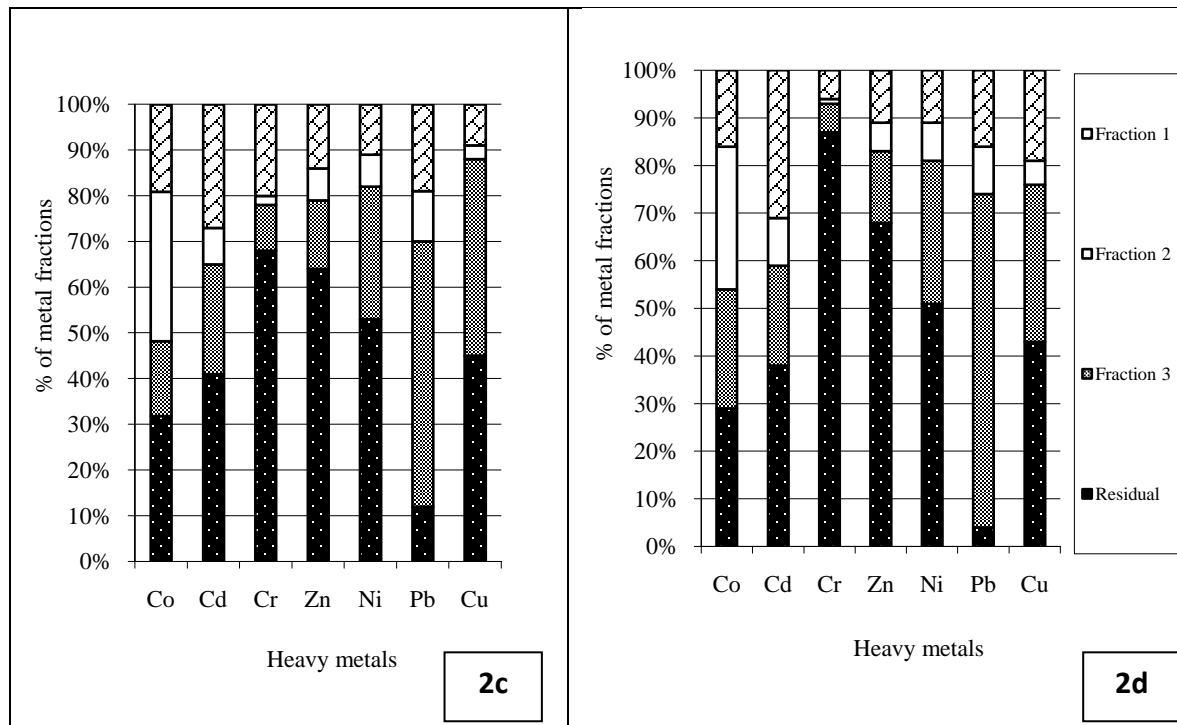 % of metal fractions
100%
90%
80%
70%
60%
50%
40%
30%
20%
10%
0%
Co Cd Cr Zn Ni Pb Cu
Heavy metals
2c
% of metal fractions
100%
90%
80%
70%
60%
50%
40%
30%
20%
10%
0%
Co Cd Cr Zn Ni Pb Cu
Heavy metals
Fraction 1
Fraction 2
Fraction 3
Residual
2d